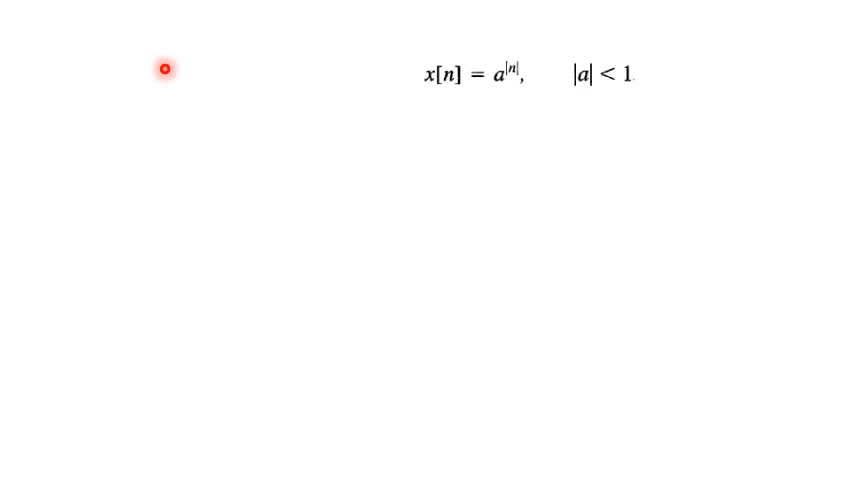 x[n] = a^{|n|},    |a| < 1